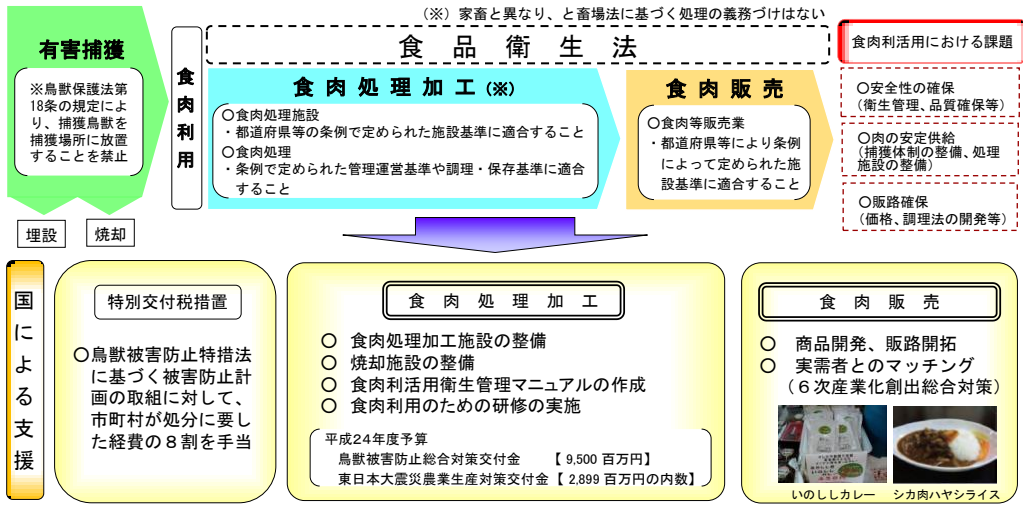 (※)家畜と異なり、と畜場法に基づく処理の義務づけはない
有害捕獲
※鳥獣保護法第
18条の規定によ
り、捕獲鳥獣を
捕獲場所に放置
することを禁止
埋設
焼却
食肉利用
食品衛生法
食肉処理加工(※)
○食肉処理施設
・都道府県等の条例で定められた施設基準に適合すること
○食肉処理
・条例で定められた管理運営基準や調理・保存基準に適合
すること
食肉販売
○食肉等販売業
・都道府県等により条例
によって定められた施
設基準に適合すること
食肉利活用における課題
○安全性の確保
(衛生管理、品質確保等)
○肉の安定供給
(捕獲体制の整備、処理
施設の整備)
○販路確保
(価格、調理法の開発等)
国による支援
特別交付税措置
○鳥獣被害防止特措法
に基づく被害防止計
画の取組に対して、
市町村が処分に要し
た経費の8割を手当
食肉処理加工
○ 食肉処理加工施設の整備
○ 焼却施設の整備
○ 食肉利活用衛生管理マニュアルの作成
○ 食肉利用のための研修の実施
平成24年度予算
鳥獣被害防止総合対策交付金 【 9,500 百万円】
東日本大震災農業生産対策交付金【 2,899 百万円の内数】
食肉販売
○ 商品開発、販路開拓
○ 実需者とのマッチング
(6次産業化創出総合対策)
いのししカレー
シカ肉ハヤシライス